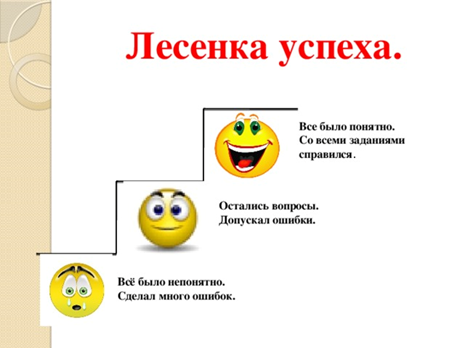 Лесенка успеха.
Все было понятно.
Со всеми заданиями
справился.
Остались вопросы.
Допускал ошибки.
Всё было непонятно.
Сделал много ошибок.